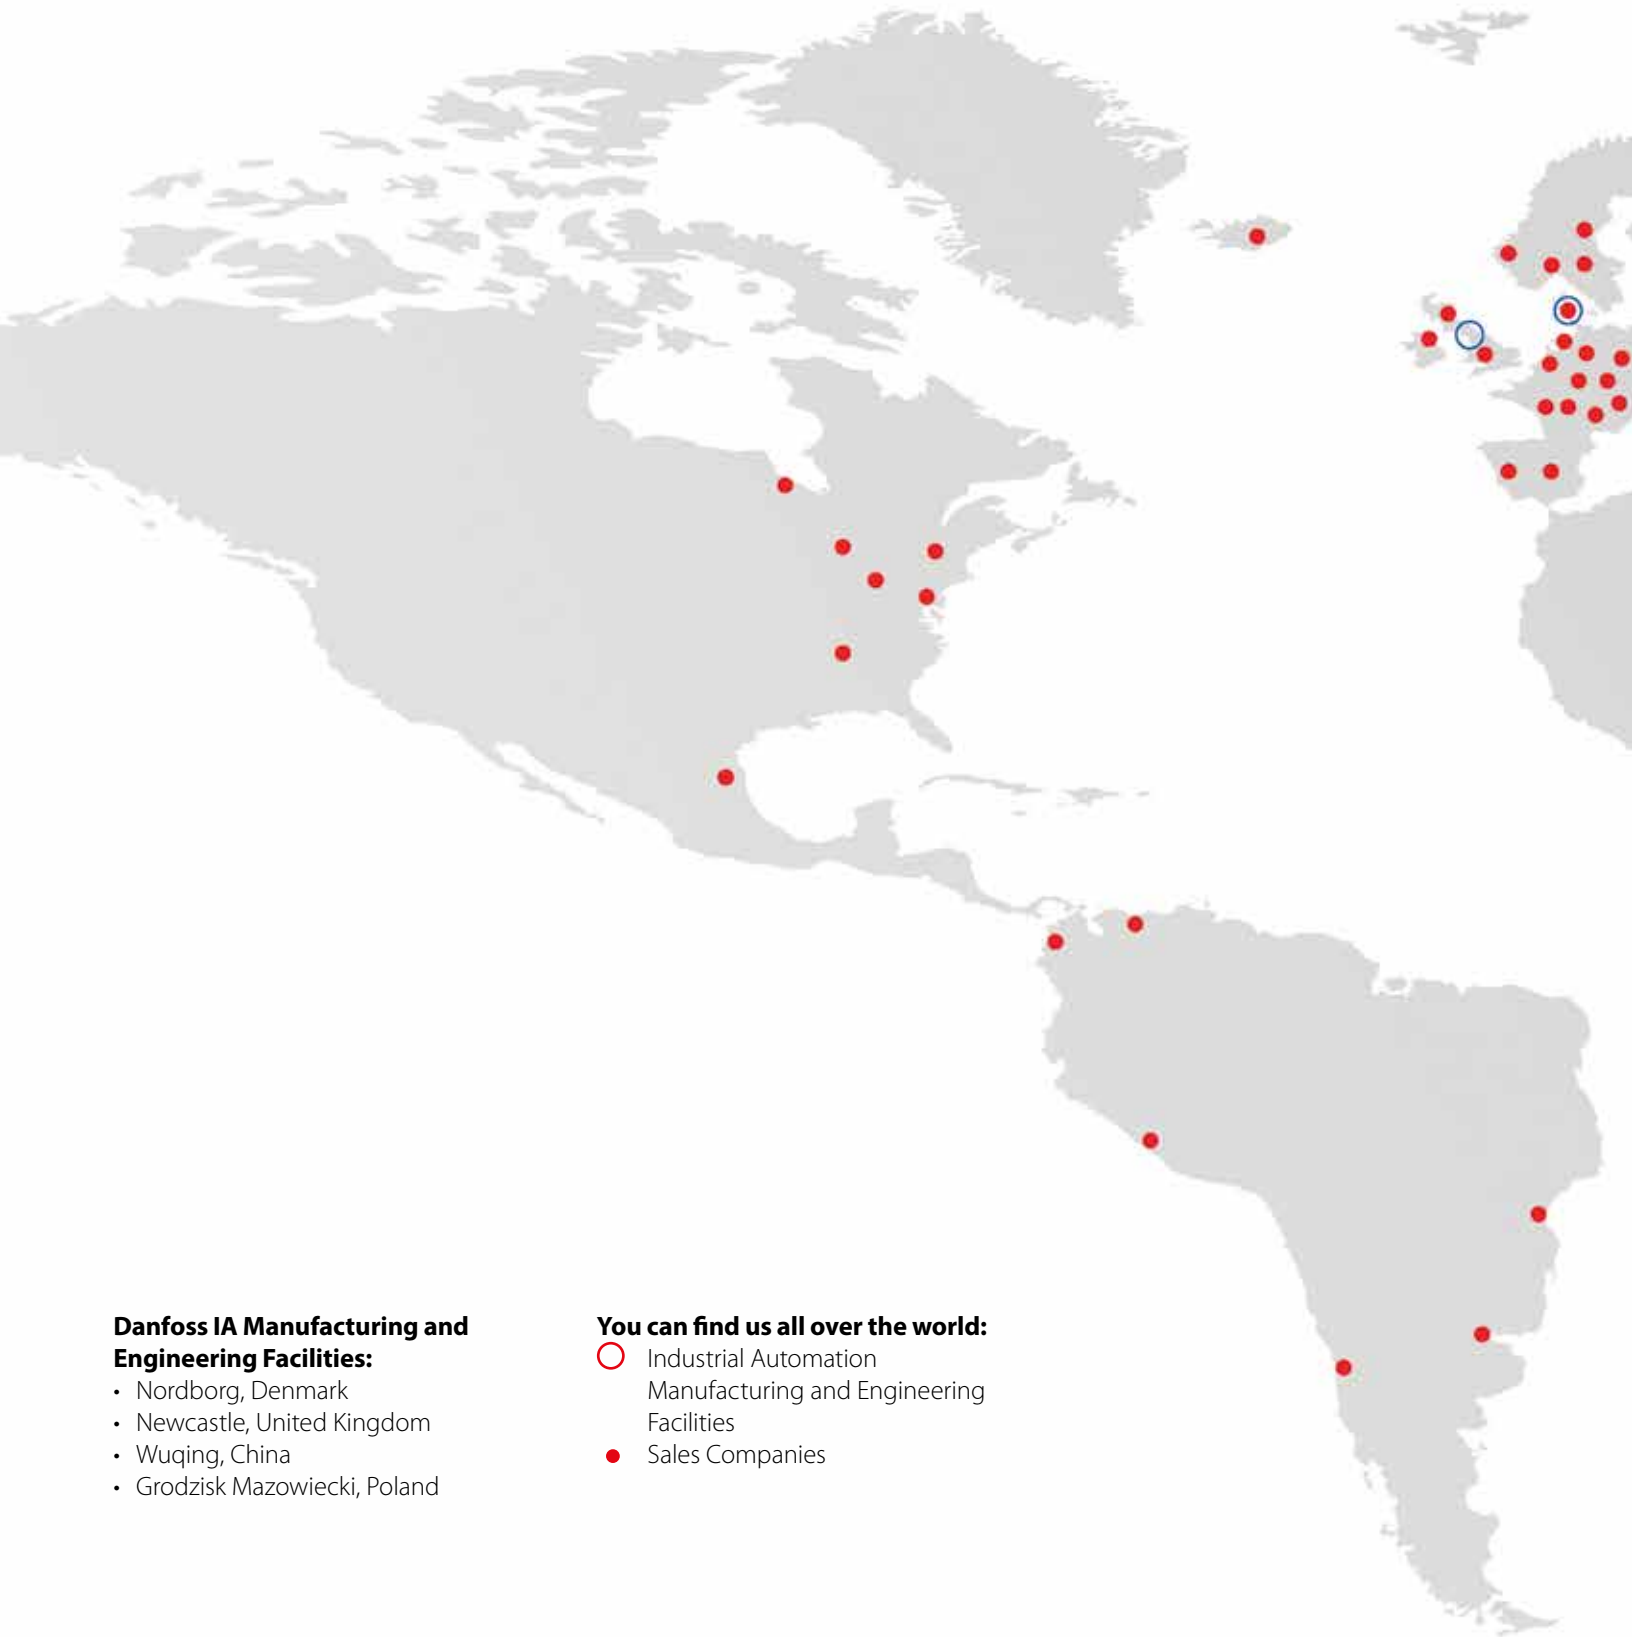 Danfoss IA Manufacturing and
Engineering Facilities:
• Nordborg, Denmark
• Newcastle, United Kingdom
• Wuqing, China
• Grodzisk Mazowiecki, Poland
You can find us all over the world:
Industrial Automation
Manufacturing and Engineering
Facilities
Sales Companies